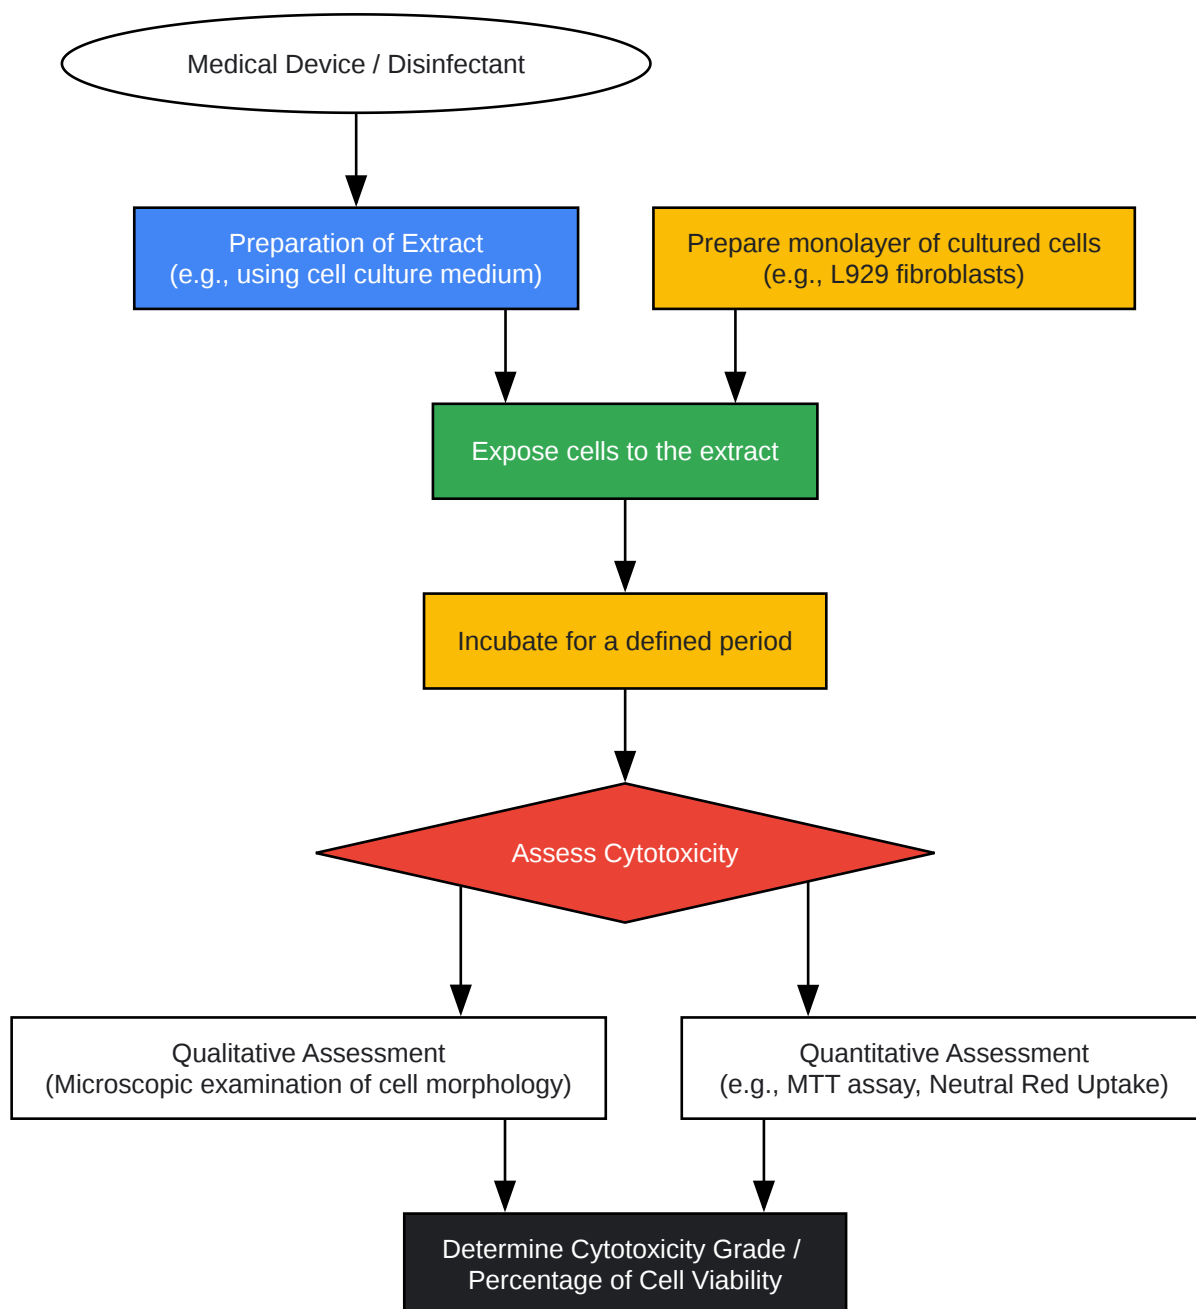 Medical Device / Disinfectant
Preparation of Extract
(e.g., using cell culture medium)
Prepare monolayer of cultured cells
(e.g., L929 fibroblasts)
Expose cells to the extract
Incubate for a defined period
Assess Cytotoxicity
Qualitative Assessment
(Microscopic examination of cell morphology)
Quantitative Assessment
(e.g., MTT assay, Neutral Red Uptake)
Determine Cytotoxicity Grade /
Percentage of Cell Viability